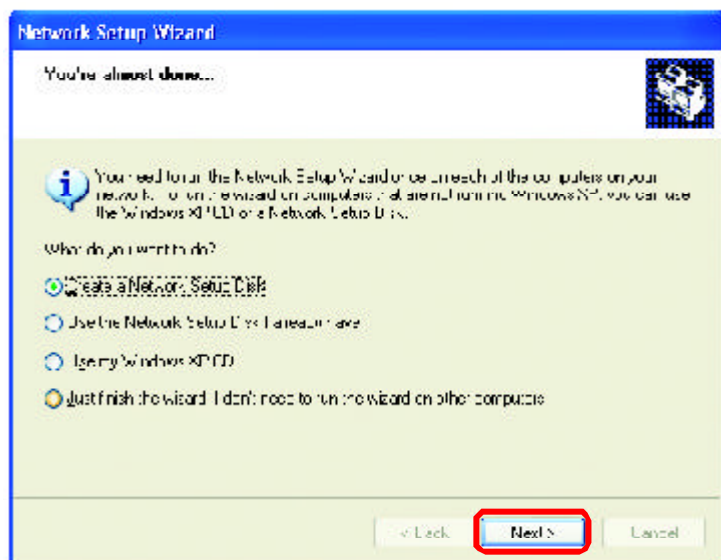 Network Setup Wizard
You're almost done...
You need to run the Network Setup Wizard once on each of the computers on your
network. To run the wizard on computers that are not running Windows XP, you can use
the Windows XP CD or a Network Setup Disk.
What do you want to do?
Create a Network Setup Disk
Use the Network Setup Disk I already have
Use my Windows XP CD
Just finish the wizard; I don't need to run the wizard on other computers
< Back
Next >
Cancel